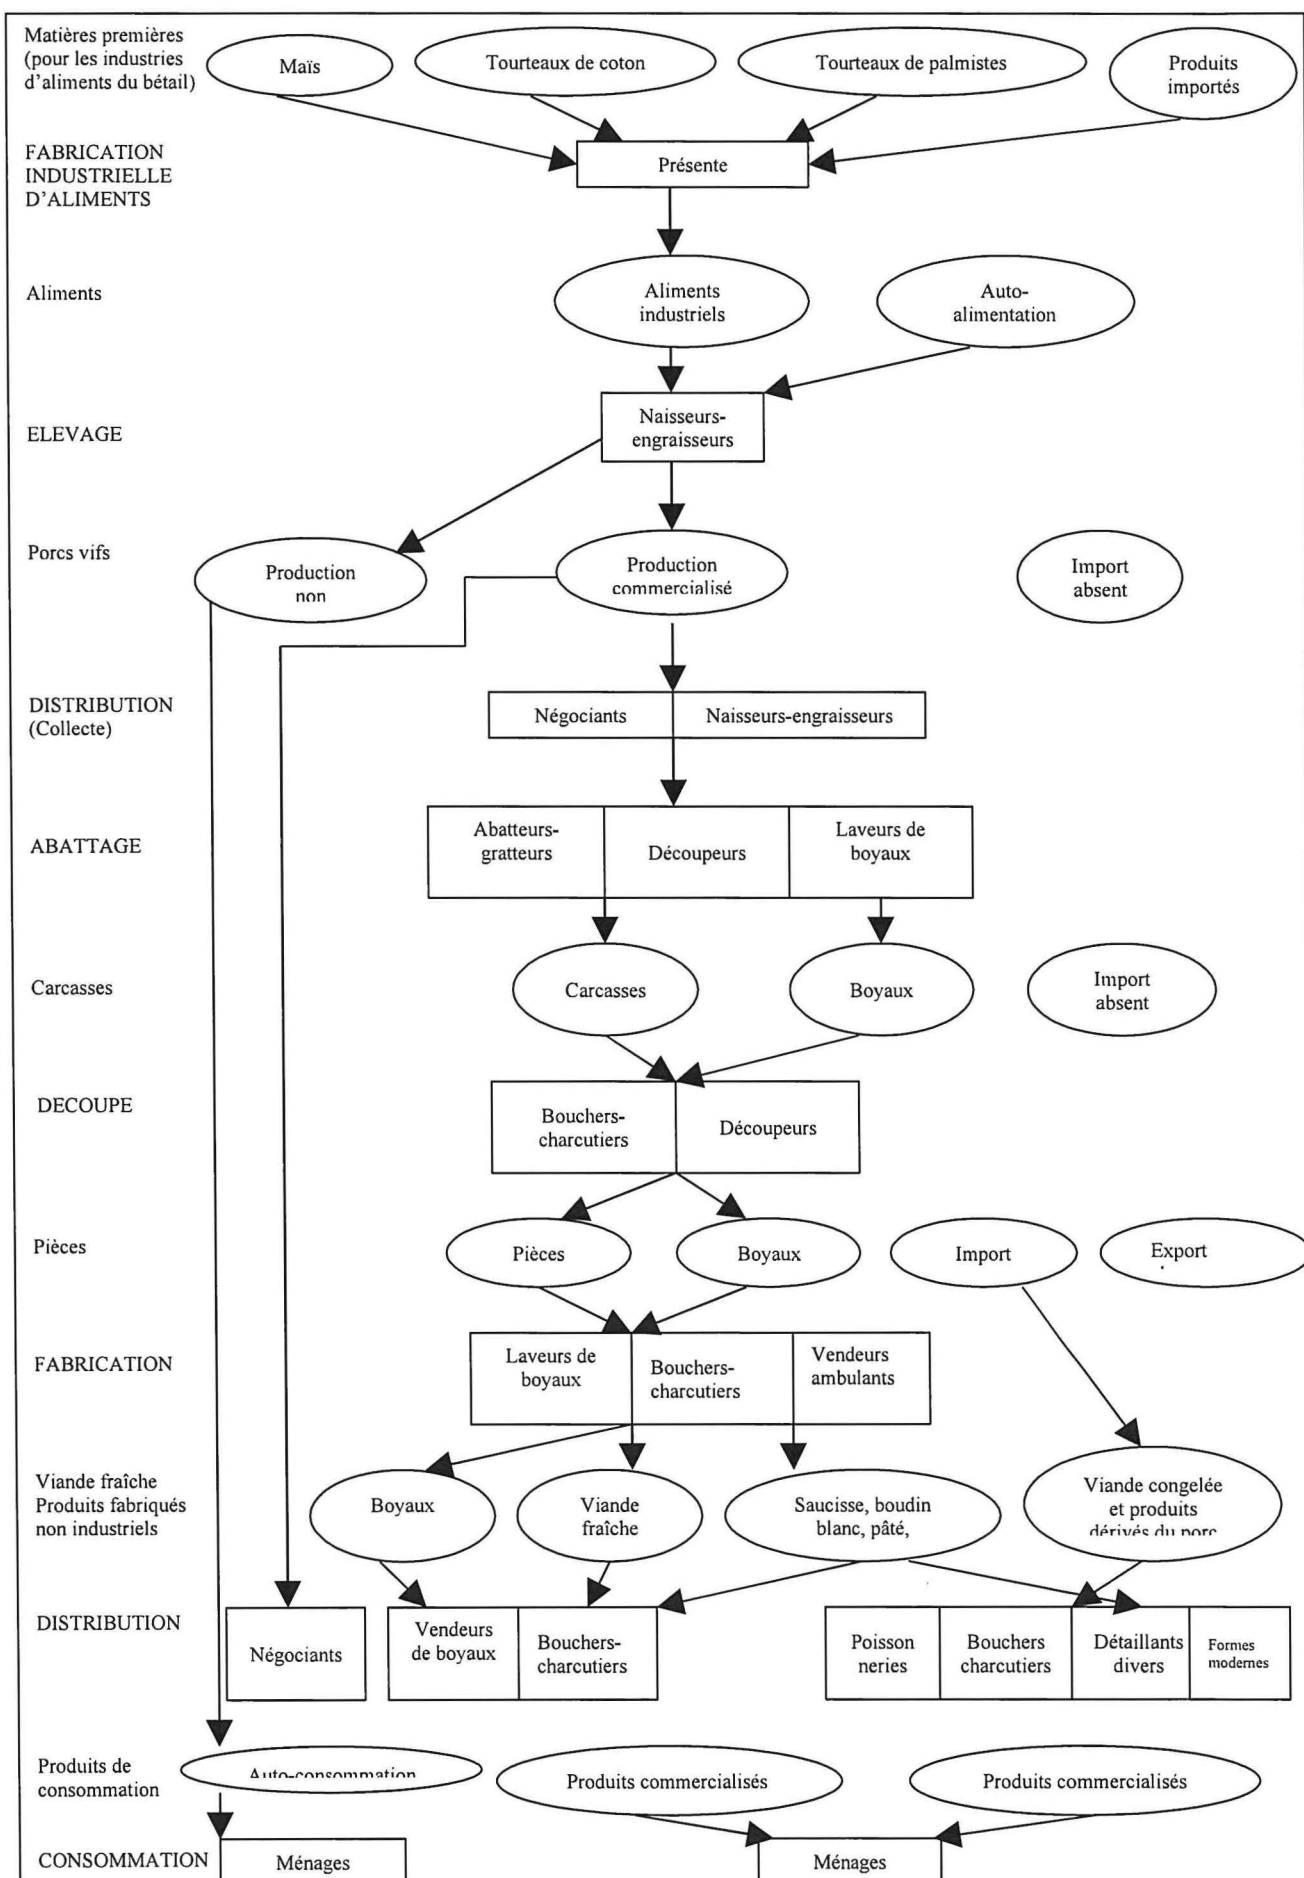 Matières premières
(pour les industries
d'aliments du bétail)
Maïs
Tourteaux de coton
Tourteaux de palmistes
Produits
importés
FABRICATION
INDUSTRIELLE
D'ALIMENTS
Présente
Aliments
Aliments
industriels
Auto-
alimentation
ELEVAGE
Naisseurs-
engraisseurs
Porcs vifs
Production
non
Production
commercialisé
Import
absent
DISTRIBUTION
(Collecte)
Négociants
Naisseurs-engraisseurs
ABATTAGE
Abatteurs-
gratteurs
Découpeurs
Laveurs de
boyaux
Carcasses
Carcasses
Boyaux
Import
absent
DECOUPE
Bouchers-
charcutiers
Découpeurs
Pièces
Pièces
Boyaux
Import
Export
FABRICATION
Laveurs de
boyaux
Bouchers-
charcutiers
Vendeurs
ambulants
Viande fraîche
Produits fabriqués
non industriels
Boyaux
Viande
fraîche
Saucisse, boudin
blanc, pâté,
Viande congelée
et produits
dérivés du porc
DISTRIBUTION
Négociants
Vendeurs
de boyaux
Bouchers-
charcutiers
Poisson
neries
Bouchers
charcutiers
Détaillants
divers
Formes
modernes
Produits de
consommation
Auto-consommation
Produits commercialisés
Produits commercialisés
CONSOMMATION
Ménages
Ménages